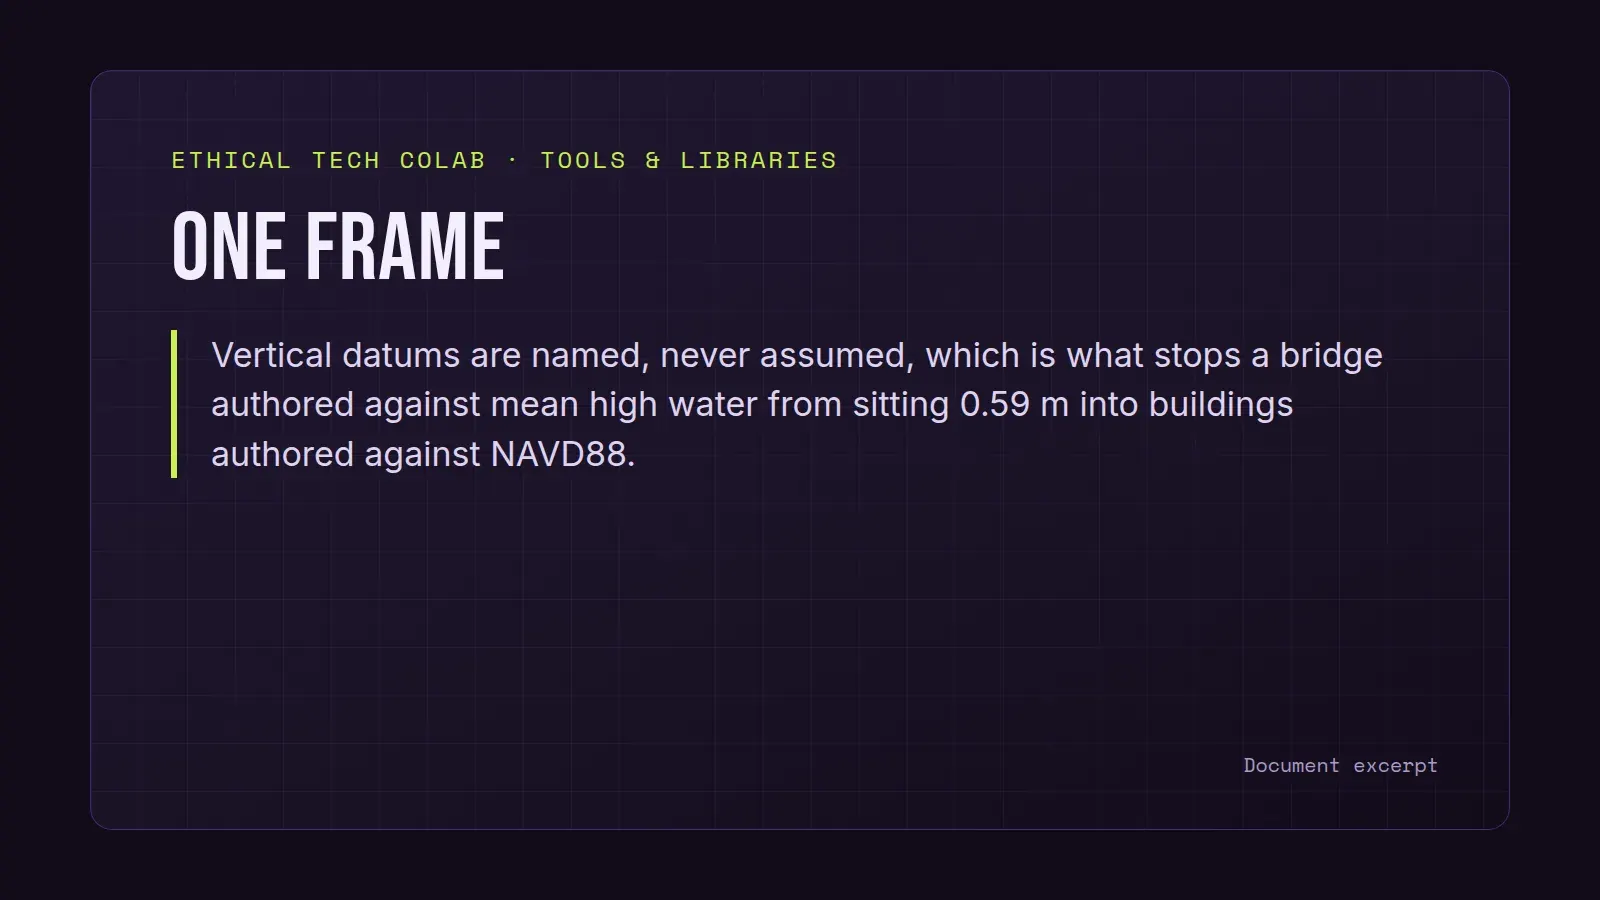 ETHICAL TECH COLAB · TOOLS & LIBRARIES
ONE FRAME
Vertical datums are named, never assumed, which is what stops a bridge
authored against mean high water from sitting 0.59 m into buildings
authored against NAVD88.
Document excerpt